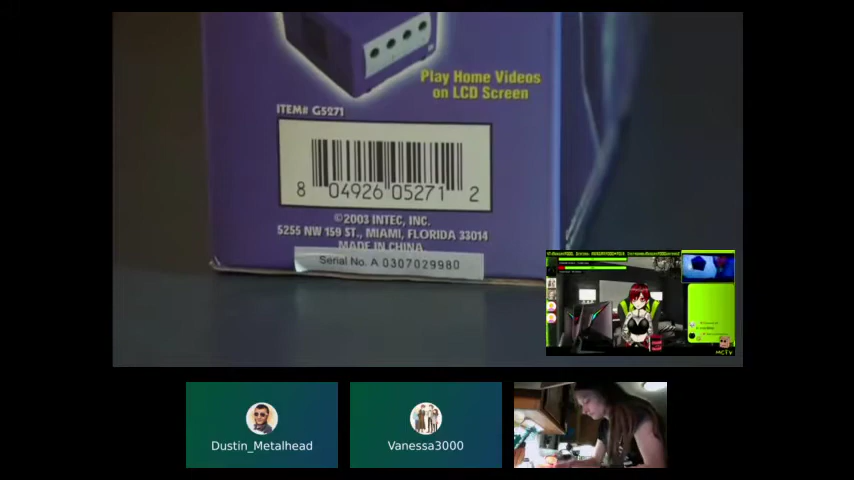 Play Home Videos
on LCD Screen
ITEM# G5271
8 04926 05271 2
©2003 INTEC, INC.
5255 NW 159 ST., MIAMI, FLORIDA 33014
MADE IN CHINA
Serial No. A 0307029980
MCTV
Dustin_Metalhead
Vanessa3000